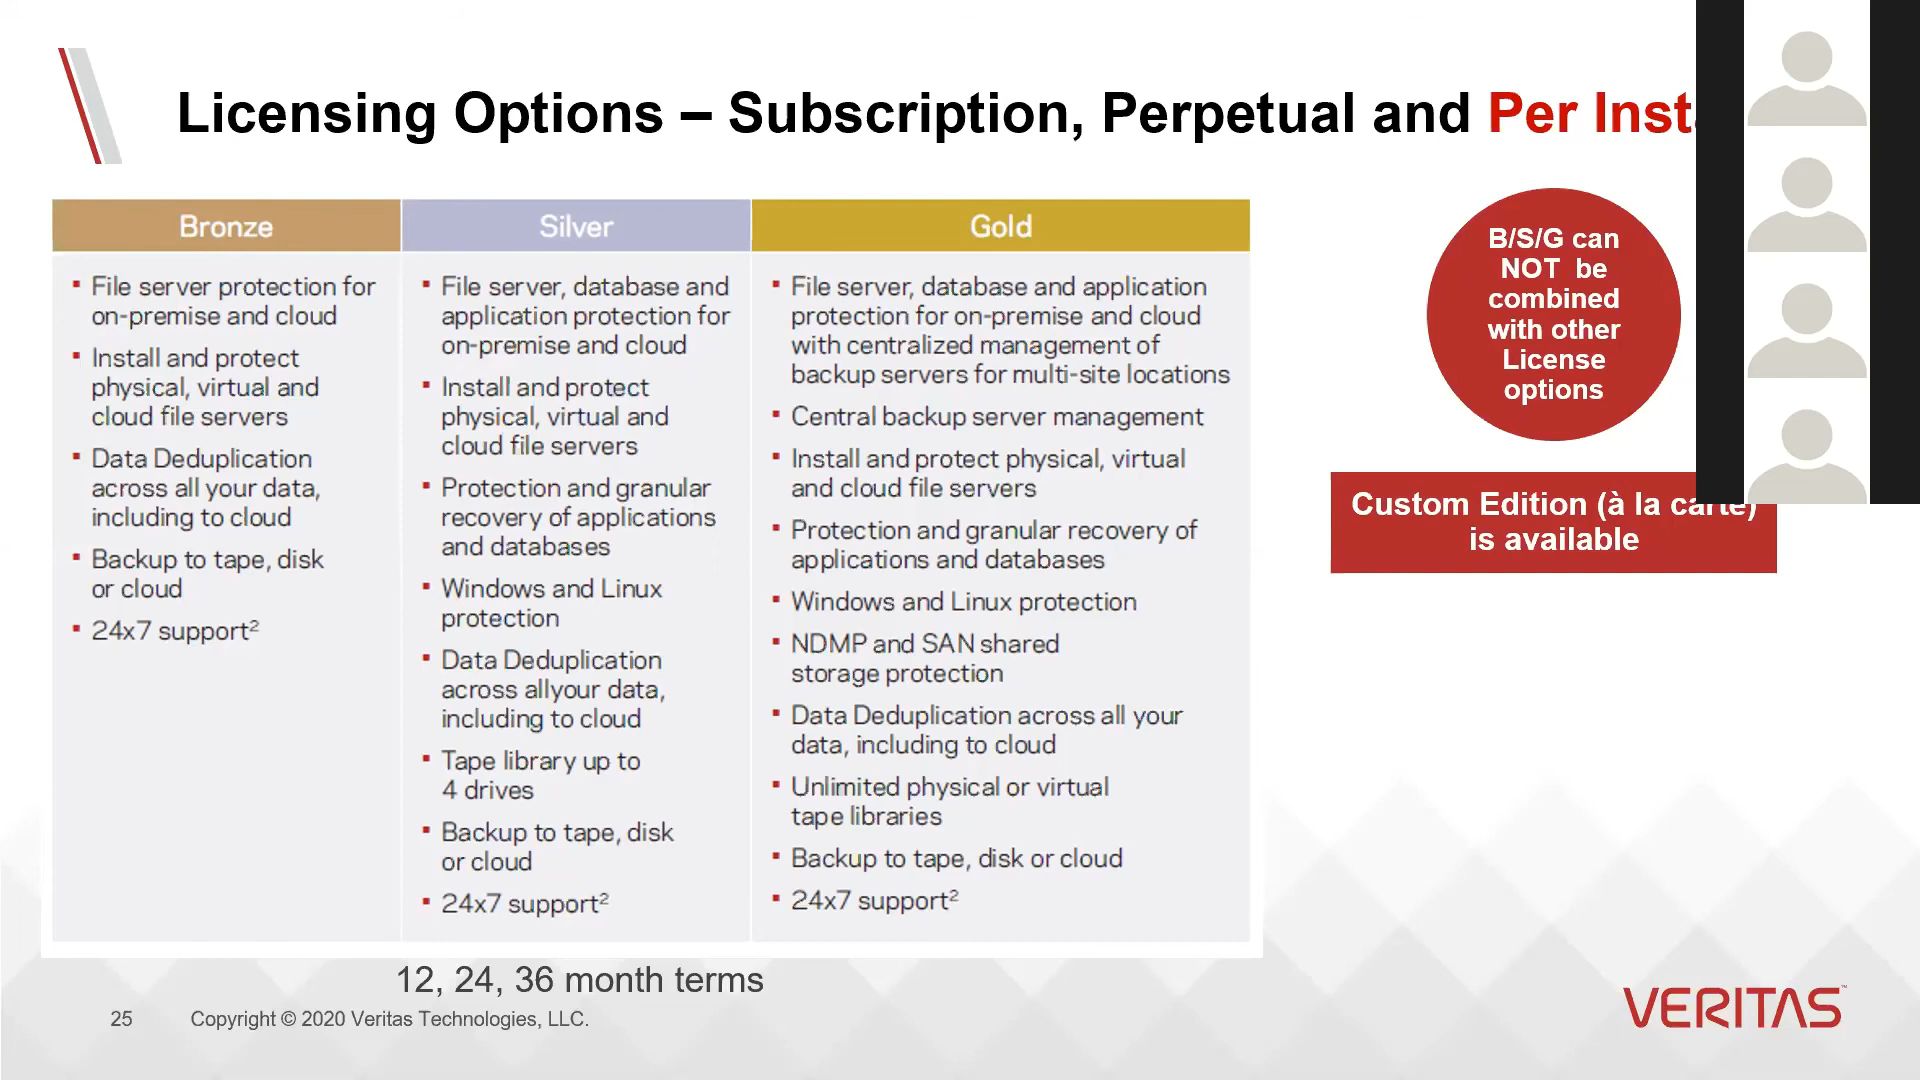 Licensing Options – Subscription, Perpetual and Per
Bronze
File server protection for
on-premise and cloud
Install and protect
physical, virtual and
cloud file servers
Data Deduplication
across all your data,
including to cloud
Backup to tape, disk
or cloud
24x7 support²
Silver
File server, database and
application protection for
on-premise and cloud
Install and protect
physical, virtual and
cloud file servers
Protection and granular
recovery of applications
and databases
Windows and Linux
protection
Data Deduplication
across allyour data,
including to cloud
Tape library up to
4 drives
Backup to tape, disk
or cloud
24x7 support²
Gold
File server, database and application
protection for on-premise and cloud
with centralized management of
backup servers for multi-site locations
Central backup server management
Install and protect physical, virtual
and cloud file servers
Protection and granular recovery of
applications and databases
Windows and Linux protection
NDMP and SAN shared
storage protection
Data Deduplication across all your
data, including to cloud
Unlimited physical or virtual
tape libraries
Backup to tape, disk or cloud
24x7 support²
B/S/G can
NOT be
combined
with other
License
options
Custom Edition (à la carte)
is available
12, 24, 36 month terms
25
Copyright © 2020 Veritas Technologies, LLC.
VERITAS™